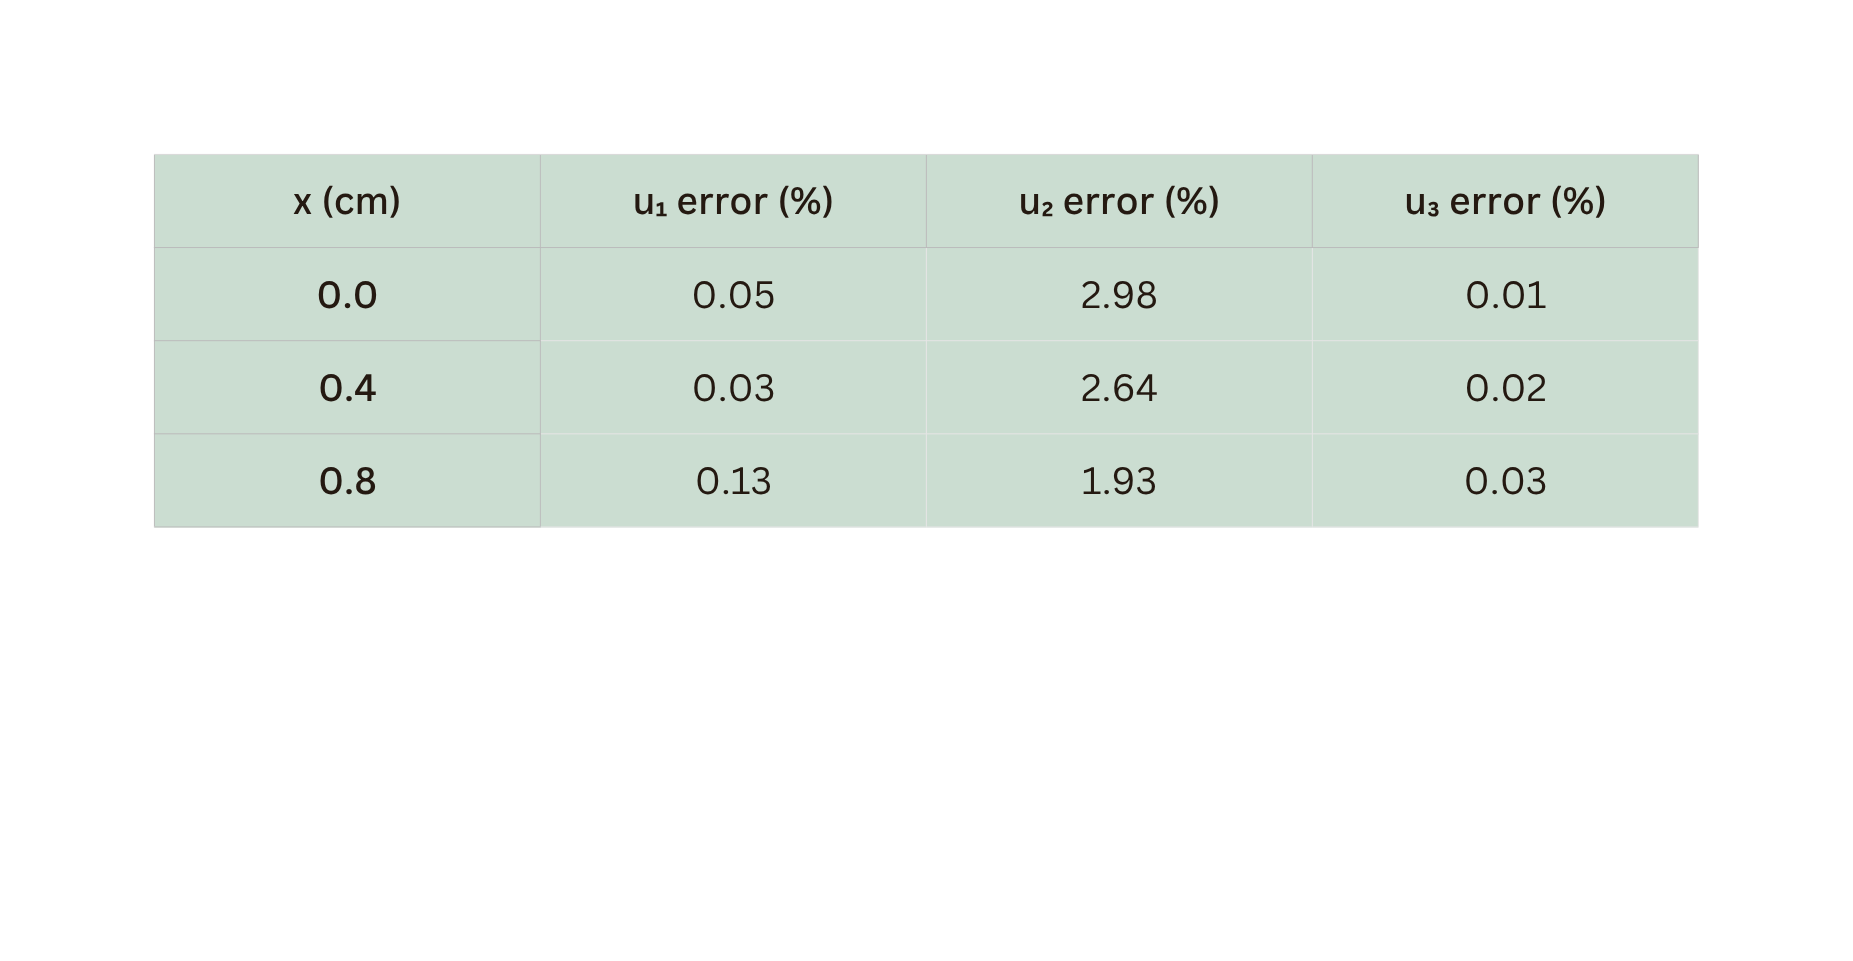 x (cm) u₁ error (%) u₂ error (%) u₃ error (%)
0.0 0.05 2.98 0.01
0.4 0.03 2.64 0.02
0.8 0.13 1.93 0.03